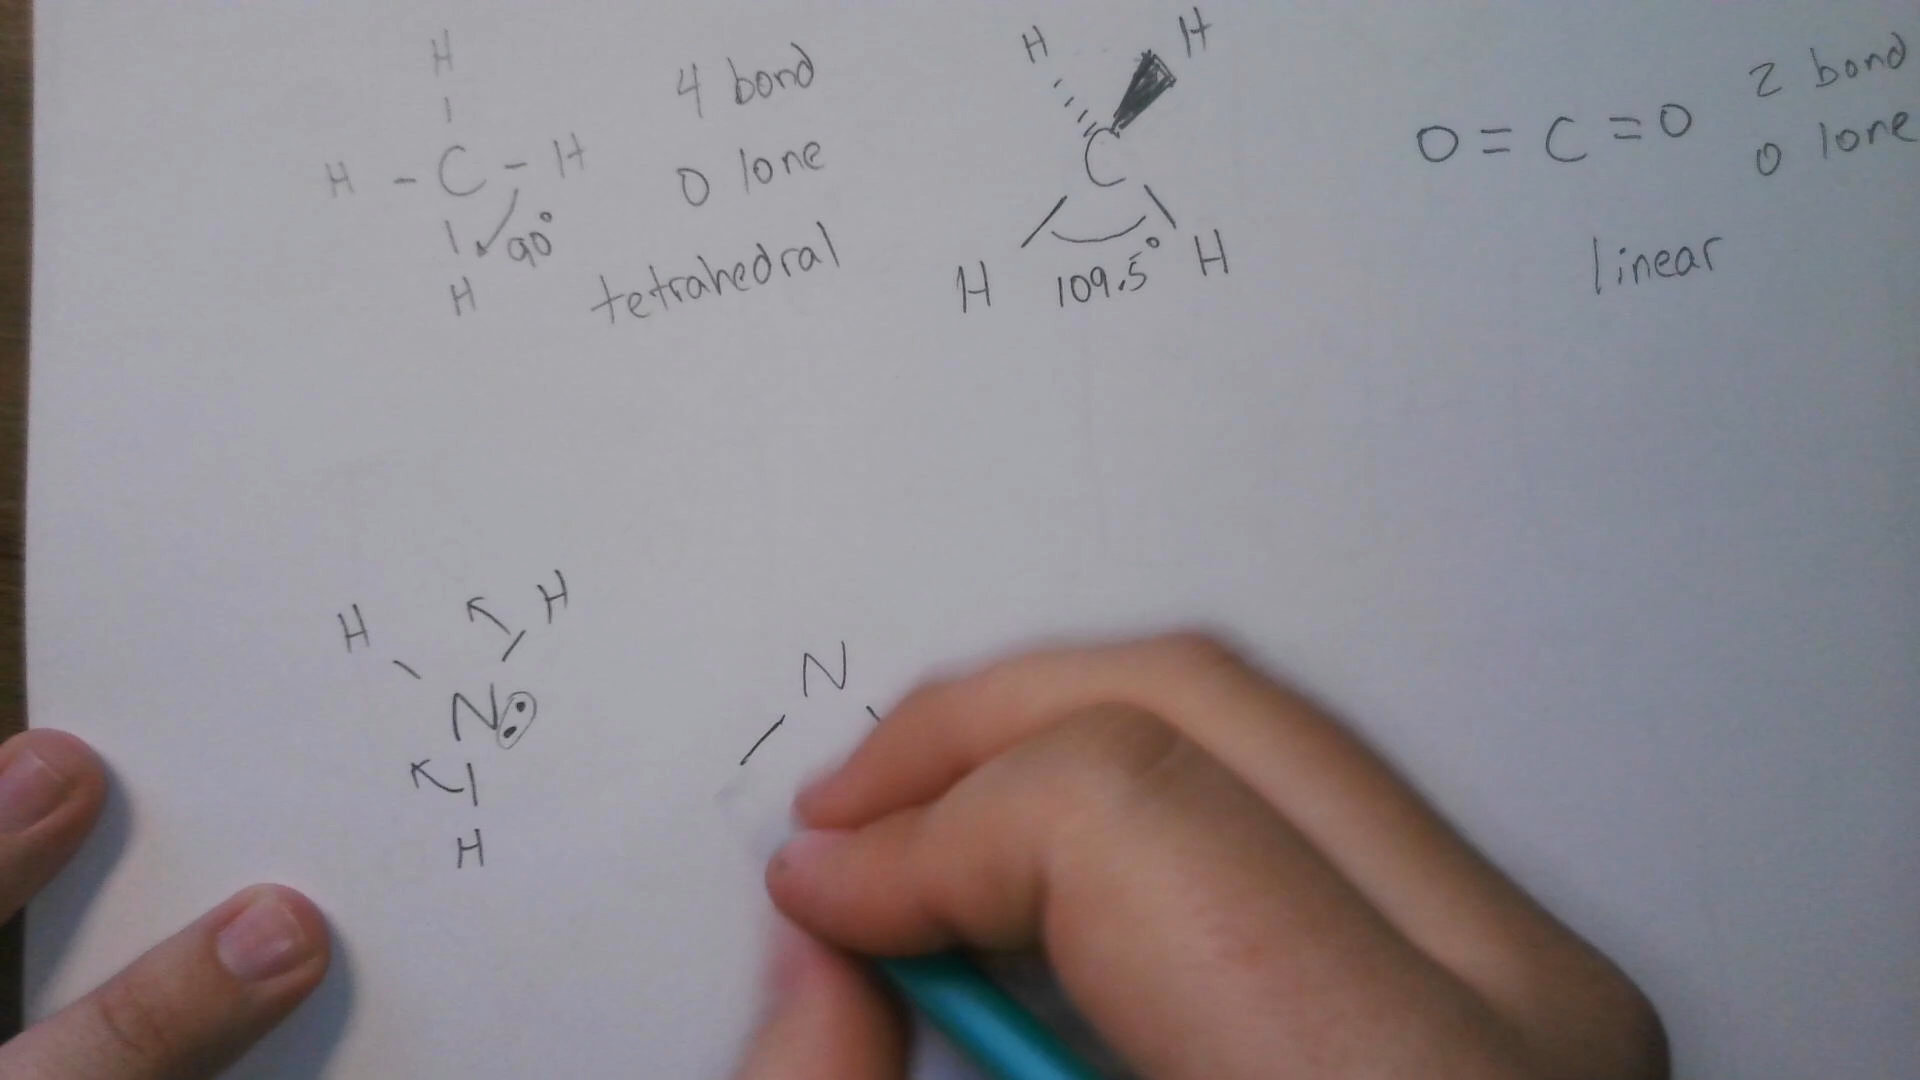 H
H - C - H
90°
H
4 bond
0 lone
tetrahedral
H
H
C
H
109.5°
H
O = C = O
2 bond
0 lone
linear
H
H
N
H
N